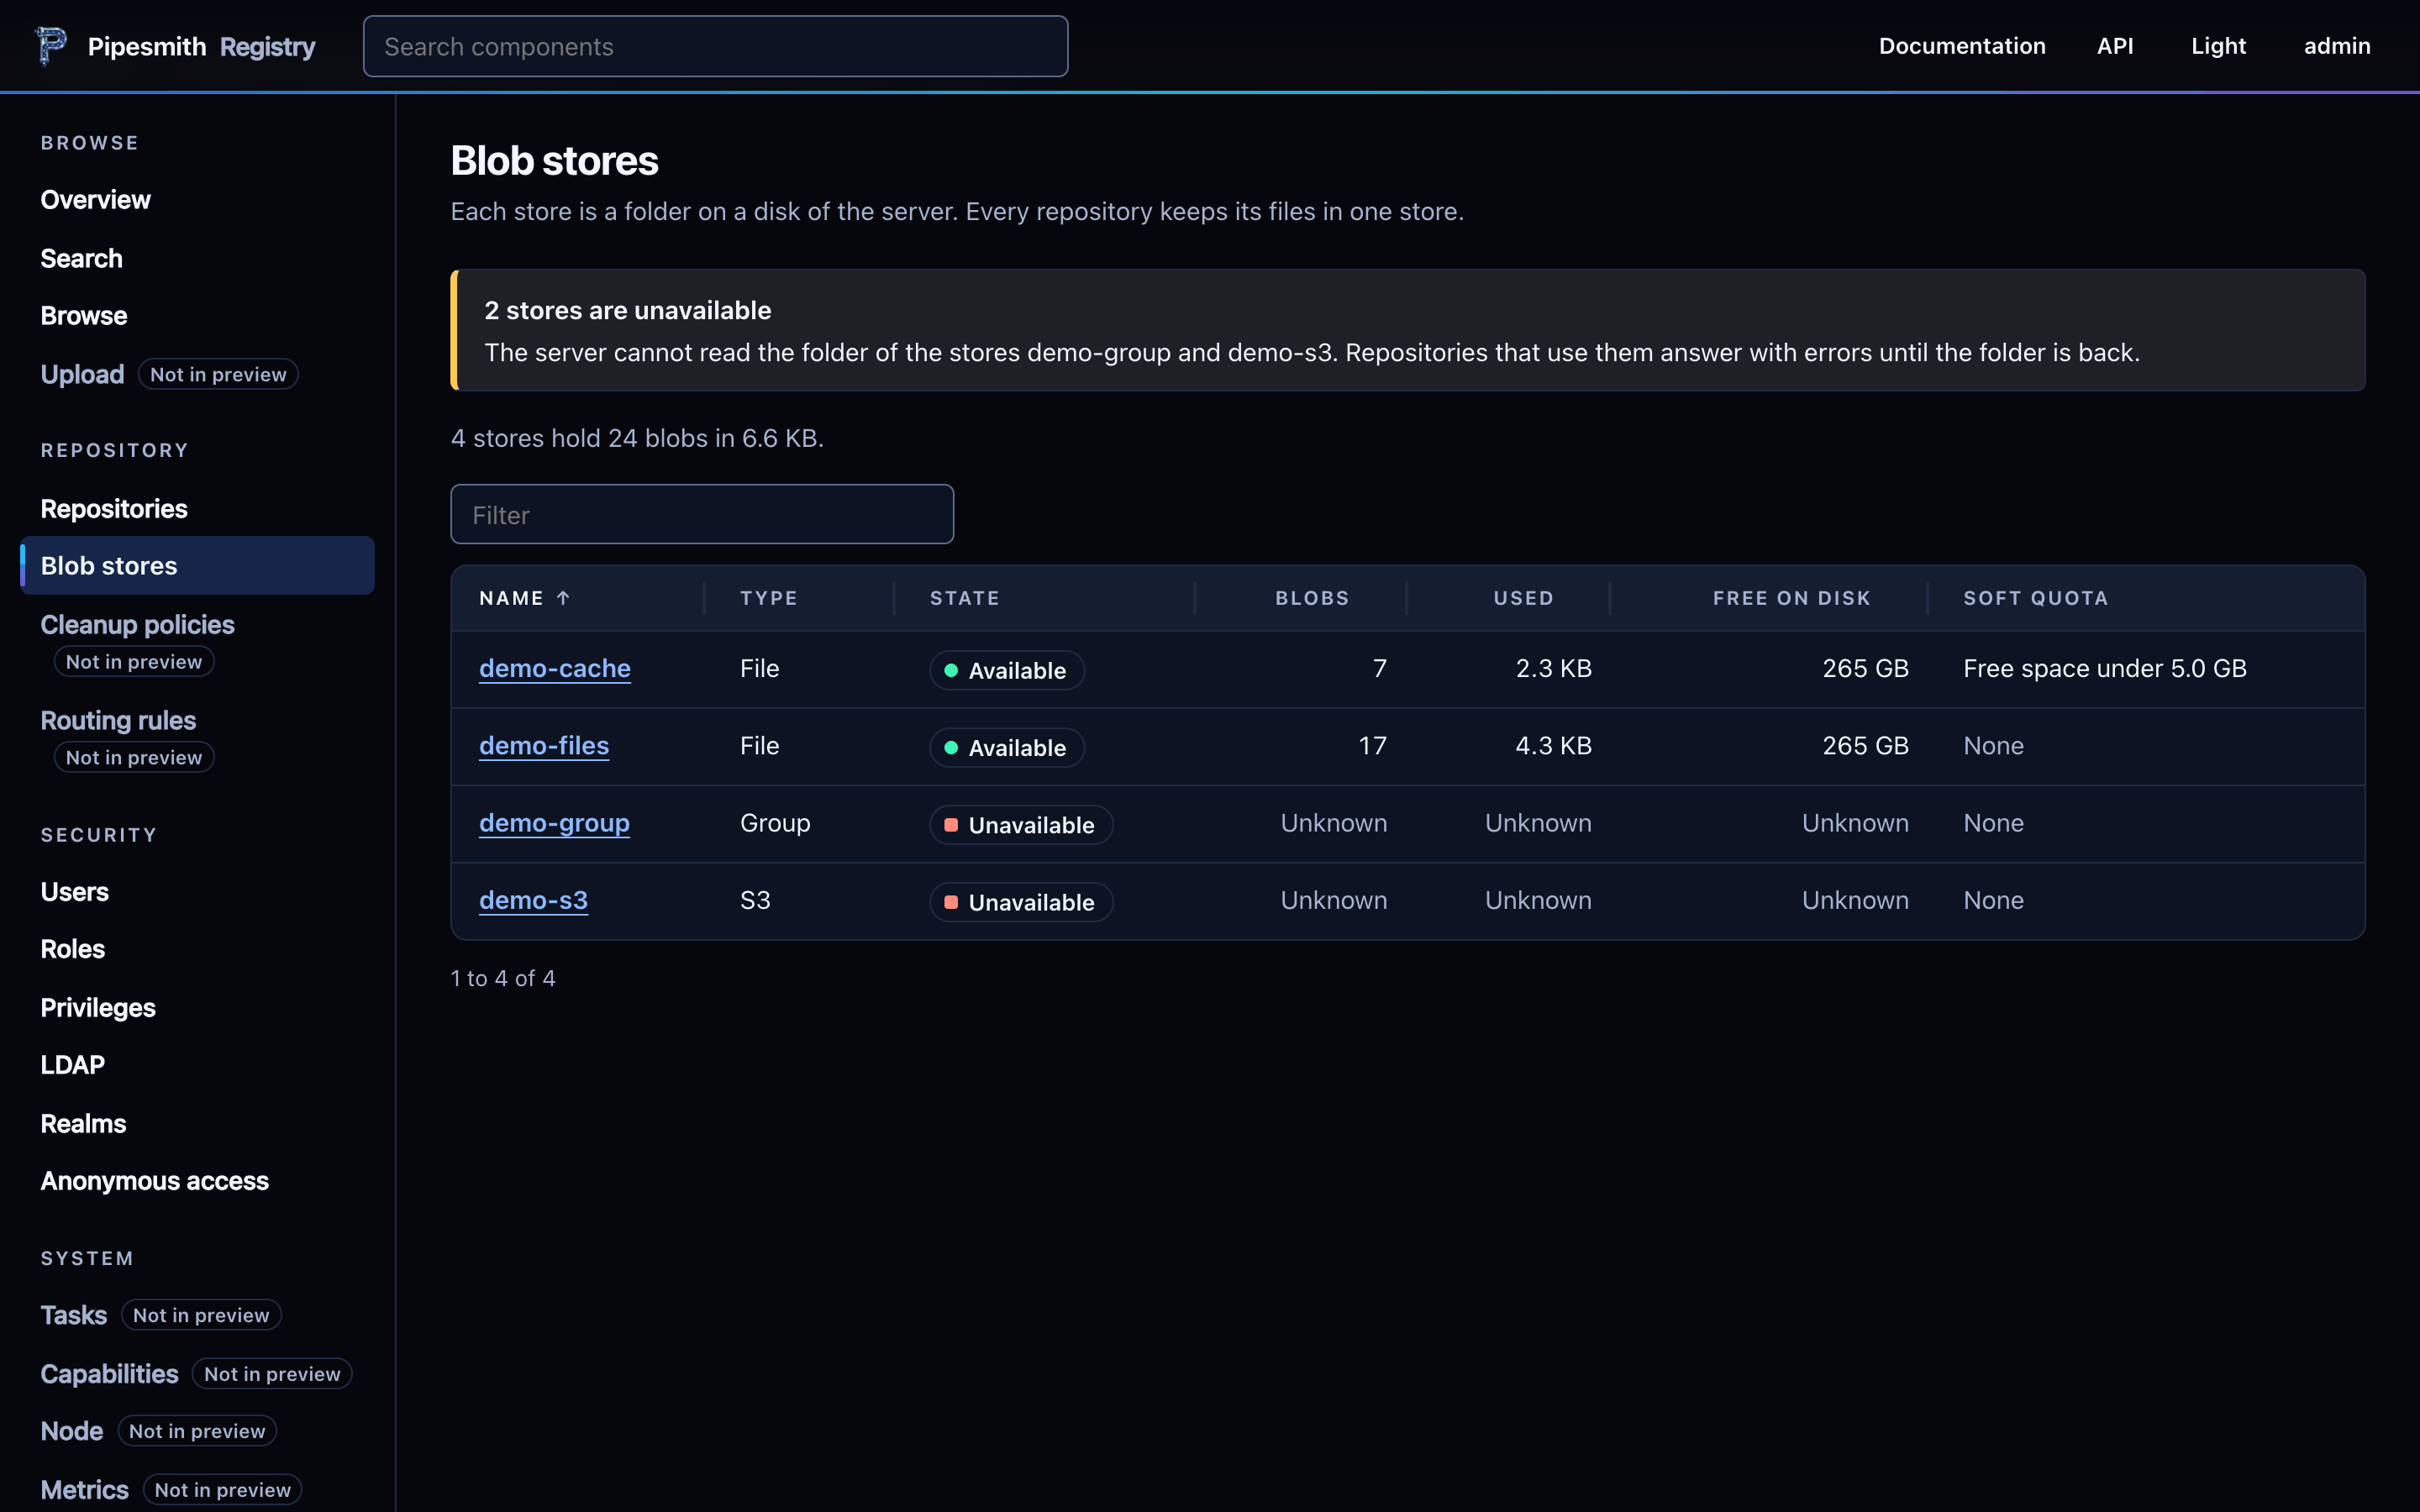 Pipesmith Registry
Search components
Documentation
API
Light
admin
BROWSE
Overview
Search
Browse
Upload Not in preview
REPOSITORY
Repositories
Blob stores
Cleanup policies
Not in preview
Routing rules
Not in preview
SECURITY
Users
Roles
Privileges
LDAP
Realms
Anonymous access
SYSTEM
Tasks Not in preview
Capabilities Not in preview
Node Not in preview
Metrics Not in preview
Blob stores
Each store is a folder on a disk of the server. Every repository keeps its files in one store.
2 stores are unavailable
The server cannot read the folder of the stores demo-group and demo-s3. Repositories that use them answer with errors until the folder is back.
4 stores hold 24 blobs in 6.6 KB.
Filter
NAME ↑ TYPE STATE BLOBS USED FREE ON DISK SOFT QUOTA
demo-cache File Available 7 2.3 KB 265 GB Free space under 5.0 GB
demo-files File Available 17 4.3 KB 265 GB None
demo-group Group Unavailable Unknown Unknown Unknown None
demo-s3 S3 Unavailable Unknown Unknown Unknown None
1 to 4 of 4